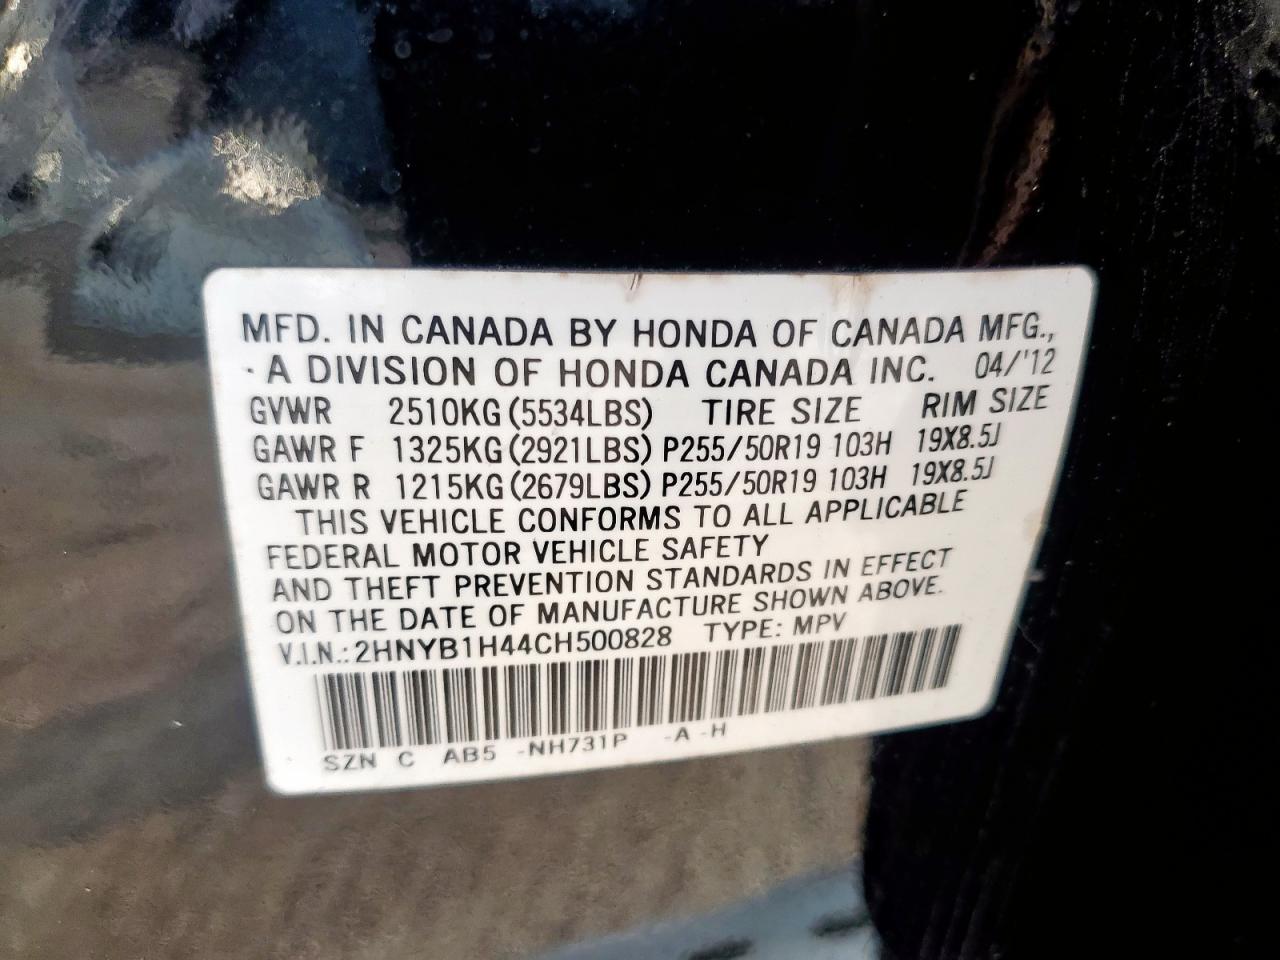 MFD. IN CANADA BY HONDA OF CANADA MFG.,
· A DIVISION OF HONDA CANADA INC. 04/'12
GVWR 2510KG (5534LBS) TIRE SIZE RIM SIZE
GAWR F 1325KG (2921LBS) P255/50R19 103H 19X8.5J
GAWR R 1215KG (2679LBS) P255/50R19 103H 19X8.5J
THIS VEHICLE CONFORMS TO ALL APPLICABLE
FEDERAL MOTOR VEHICLE SAFETY
AND THEFT PREVENTION STANDARDS IN EFFECT
ON THE DATE OF MANUFACTURE SHOWN ABOVE.
V.I.N.: 2HNYB1H44CH500828 TYPE: MPV
SZN C AB5 -NH731P -A -H